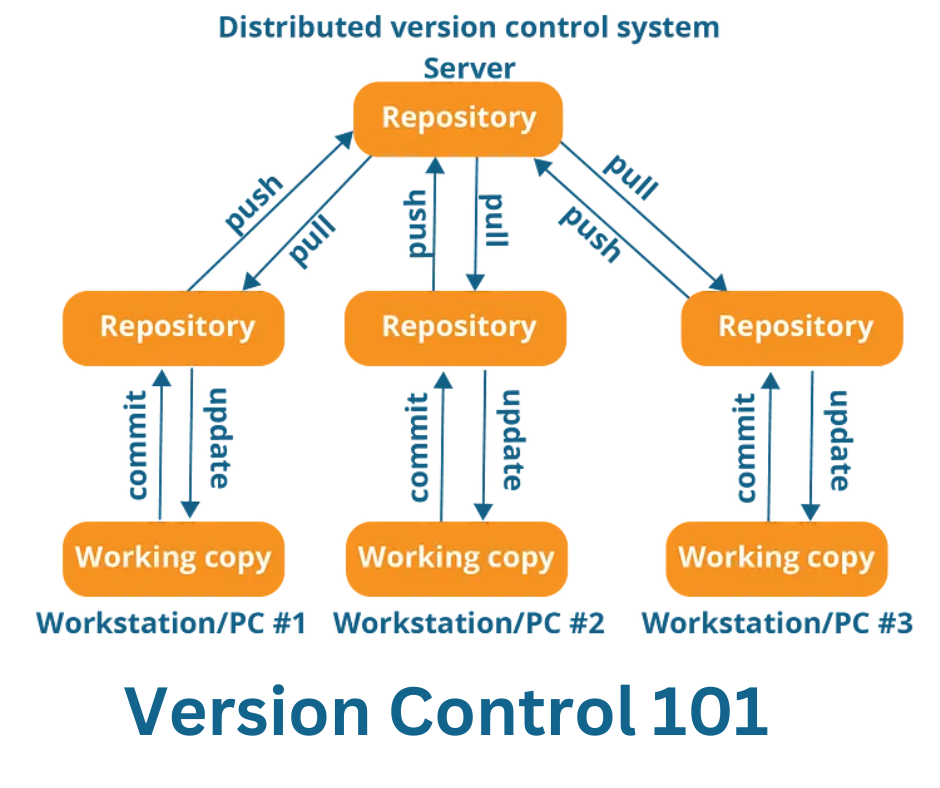 Distributed version control system
Server
Repository
push
pull
push
pull
push
pull
Repository
Repository
Repository
commit
update
commit
update
commit
update
Working copy
Working copy
Working copy
Workstation/PC #1
Workstation/PC #2
Workstation/PC #3
Version Control 101